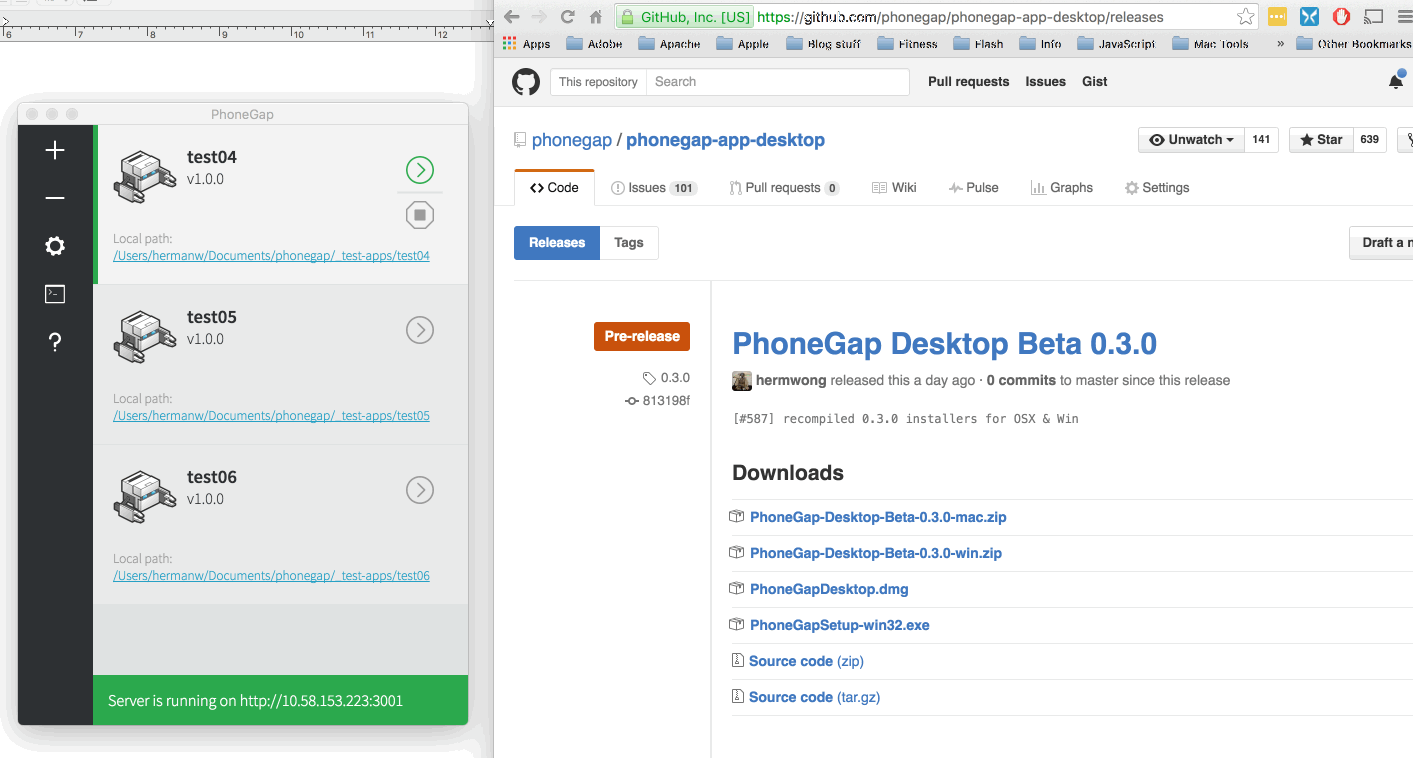 6 7 8 9 10 11 12
PhoneGap
test04
v1.0.0
Local path:
/Users/hermanw/Documents/phonegap/_test-apps/test04
test05
v1.0.0
Local path:
/Users/hermanw/Documents/phonegap/_test-apps/test05
test06
v1.0.0
Local path:
/Users/hermanw/Documents/phonegap/_test-apps/test06
Server is running on http://10.58.153.223:3001
GitHub, Inc. [US] https://github.com/phonegap/phonegap-app-desktop/releases
Apps Adobe Apache Apple Blog stuff Fitness Flash Info JavaScript Mac Tools » Other Bookmarks
This repository Search Pull requests Issues Gist
phonegap / phonegap-app-desktop Unwatch 141 Star 639
Code Issues 101 Pull requests 0 Wiki Pulse Graphs Settings
Releases Tags Draft a n
Pre-release
0.3.0
813198f
PhoneGap Desktop Beta 0.3.0
hermwong released this a day ago · 0 commits to master since this release
[#587] recompiled 0.3.0 installers for OSX & Win
Downloads
PhoneGap-Desktop-Beta-0.3.0-mac.zip
PhoneGap-Desktop-Beta-0.3.0-win.zip
PhoneGapDesktop.dmg
PhoneGapSetup-win32.exe
Source code (zip)
Source code (tar.gz)